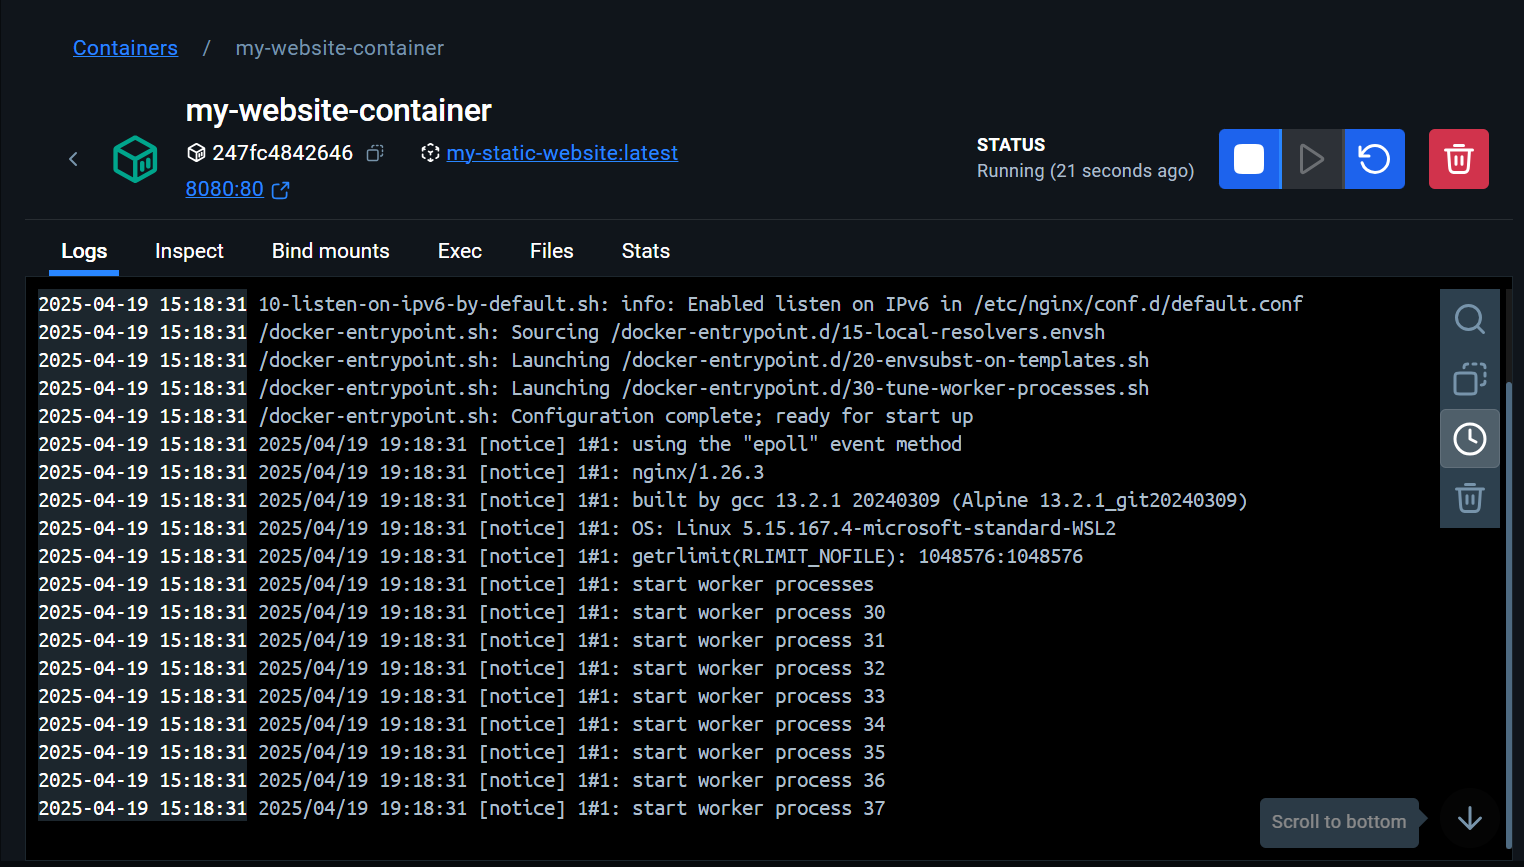 Containers / my-website-container
my-website-container
247fc4842646 my-static-website:latest
8080:80
STATUS
Running (21 seconds ago)
Logs Inspect Bind mounts Exec Files Stats
2025-04-19 15:18:31 10-listen-on-ipv6-by-default.sh: info: Enabled listen on IPv6 in /etc/nginx/conf.d/default.conf
2025-04-19 15:18:31 /docker-entrypoint.sh: Sourcing /docker-entrypoint.d/15-local-resolvers.envsh
2025-04-19 15:18:31 /docker-entrypoint.sh: Launching /docker-entrypoint.d/20-envsubst-on-templates.sh
2025-04-19 15:18:31 /docker-entrypoint.sh: Launching /docker-entrypoint.d/30-tune-worker-processes.sh
2025-04-19 15:18:31 /docker-entrypoint.sh: Configuration complete; ready for start up
2025-04-19 15:18:31 2025/04/19 19:18:31 [notice] 1#1: using the "epoll" event method
2025-04-19 15:18:31 2025/04/19 19:18:31 [notice] 1#1: nginx/1.26.3
2025-04-19 15:18:31 2025/04/19 19:18:31 [notice] 1#1: built by gcc 13.2.1 20240309 (Alpine 13.2.1_git20240309)
2025-04-19 15:18:31 2025/04/19 19:18:31 [notice] 1#1: OS: Linux 5.15.167.4-microsoft-standard-WSL2
2025-04-19 15:18:31 2025/04/19 19:18:31 [notice] 1#1: getrlimit(RLIMIT_NOFILE): 1048576:1048576
2025-04-19 15:18:31 2025/04/19 19:18:31 [notice] 1#1: start worker processes
2025-04-19 15:18:31 2025/04/19 19:18:31 [notice] 1#1: start worker process 30
2025-04-19 15:18:31 2025/04/19 19:18:31 [notice] 1#1: start worker process 31
2025-04-19 15:18:31 2025/04/19 19:18:31 [notice] 1#1: start worker process 32
2025-04-19 15:18:31 2025/04/19 19:18:31 [notice] 1#1: start worker process 33
2025-04-19 15:18:31 2025/04/19 19:18:31 [notice] 1#1: start worker process 34
2025-04-19 15:18:31 2025/04/19 19:18:31 [notice] 1#1: start worker process 35
2025-04-19 15:18:31 2025/04/19 19:18:31 [notice] 1#1: start worker process 36
2025-04-19 15:18:31 2025/04/19 19:18:31 [notice] 1#1: start worker process 37
Scroll to bottom